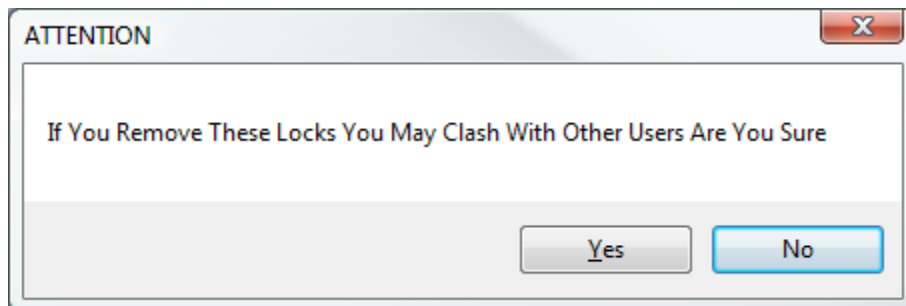 ATTENTION
If You Remove These Locks You May Clash With Other Users Are You Sure
Yes
No